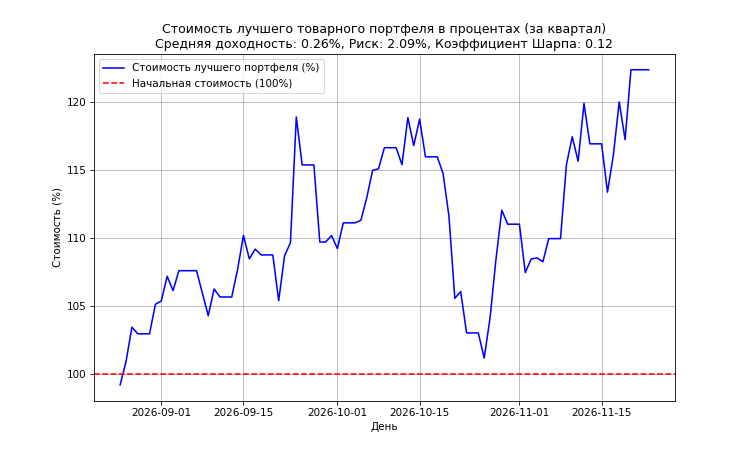 Стоимость лучшего товарного портфеля в процентах (за квартал)
Средняя доходность: 0.26%, Риск: 2.09%, Коэффициент Шарпа: 0.12
Стоимость лучшего портфеля (%)
Начальная стоимость (100%)
Стоимость (%)
120
115
110
105
100
2026-09-01 2026-09-15 2026-10-01 2026-10-15 2026-11-01 2026-11-15
День